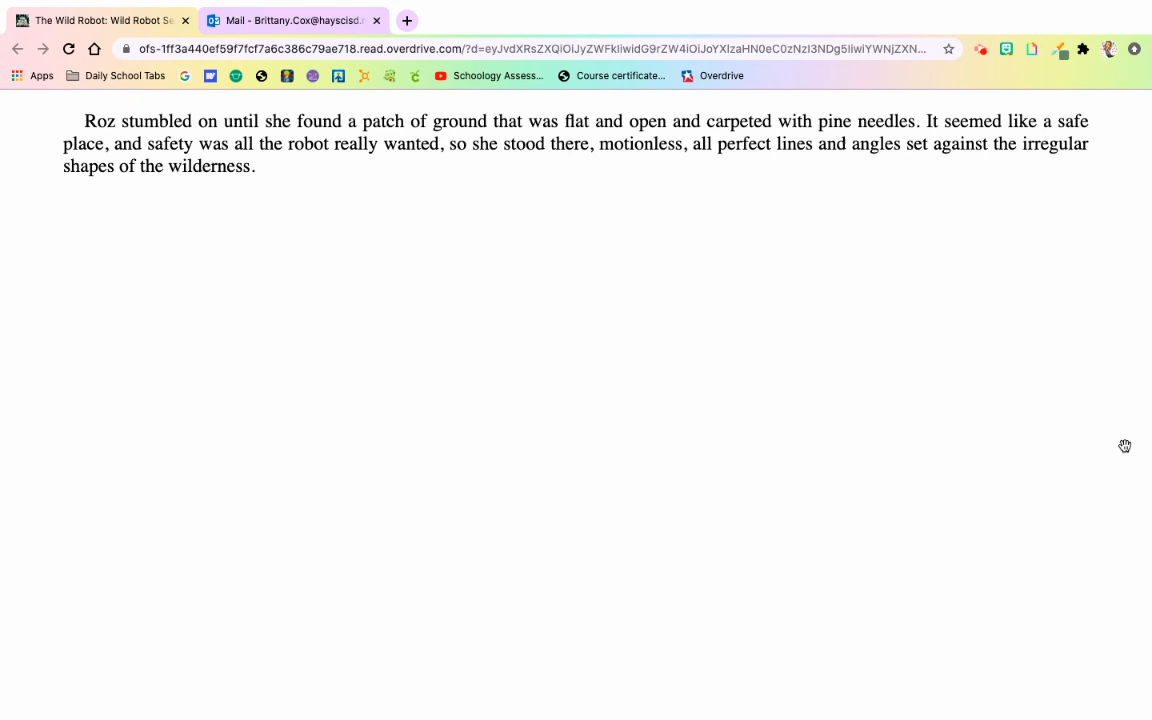 The Wild Robot: Wild Robot Se
Mail - Brittany.Cox@hayscisd.
ofs-1ff3a440ef59f7fcf7a6c386c79ae718.read.overdrive.com/?d=eyJvdXRsZXQiOiJyZWFkIiwidG9rZW4iOiJoYXlzaHN0eC0zNzI3NDg5IiwiYWNjZXN...
Apps
Daily School Tabs
Schoology Assess...
Course certificate...
Overdrive
Roz stumbled on until she found a patch of ground that was flat and open and carpeted with pine needles. It seemed like a safe
place, and safety was all the robot really wanted, so she stood there, motionless, all perfect lines and angles set against the irregular
shapes of the wilderness.